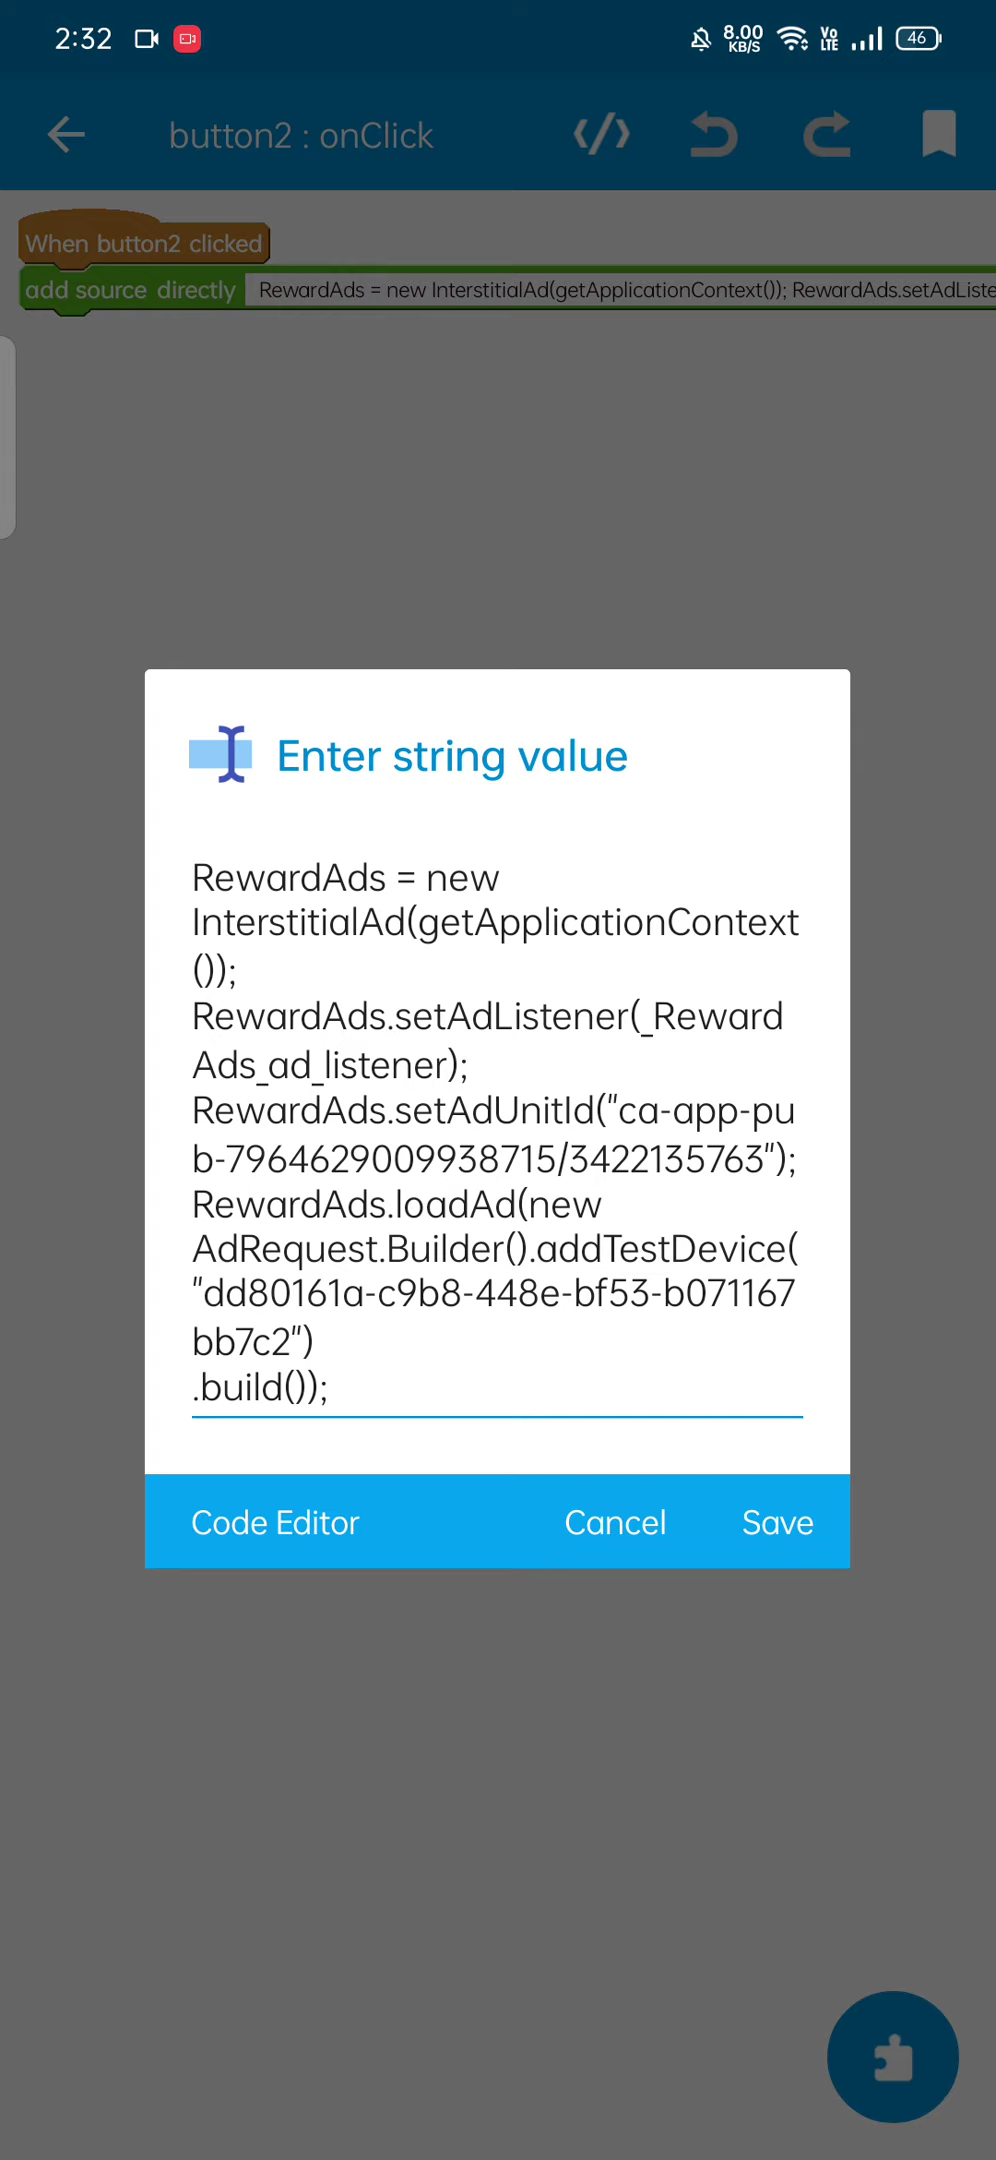 2:32
8.00
KB/S
Vo
LTE
46
button2 : onClick
When button2 clicked
add source directly RewardAds = new InterstitialAd(getApplicationContext()); RewardAds.setAdListe
Enter string value
RewardAds = new
InterstitialAd(getApplicationContext
());
RewardAds.setAdListener(_Reward
Ads_ad_listener);
RewardAds.setAdUnitId("ca-app-pu
b-7964629009938715/3422135763");
RewardAds.loadAd(new
AdRequest.Builder().addTestDevice(
"dd80161a-c9b8-448e-bf53-b071167
bb7c2")
.build());
Code Editor
Cancel
Save